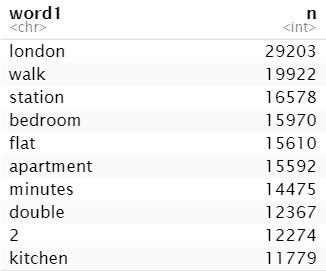 word1 n
<chr> <int>
london 29203
walk 19922
station 16578
bedroom 15970
flat 15610
apartment 15592
minutes 14475
double 12367
2 12274
kitchen 11779